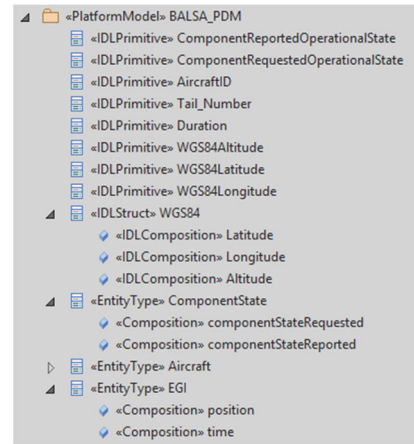 «PlatformModel» BALSA_PDM
«IDLPrimitive» ComponentReportedOperationalState
«IDLPrimitive» ComponentRequestedOperationalState
«IDLPrimitive» AircraftID
«IDLPrimitive» Tail_Number
«IDLPrimitive» Duration
«IDLPrimitive» WGS84Altitude
«IDLPrimitive» WGS84Latitude
«IDLPrimitive» WGS84Longitude
«IDLStruct» WGS84
«IDLComposition» Latitude
«IDLComposition» Longitude
«IDLComposition» Altitude
«EntityType» ComponentState
«Composition» componentStateRequested
«Composition» componentStateReported
«EntityType» Aircraft
«EntityType» EGI
«Composition» position
«Composition» time